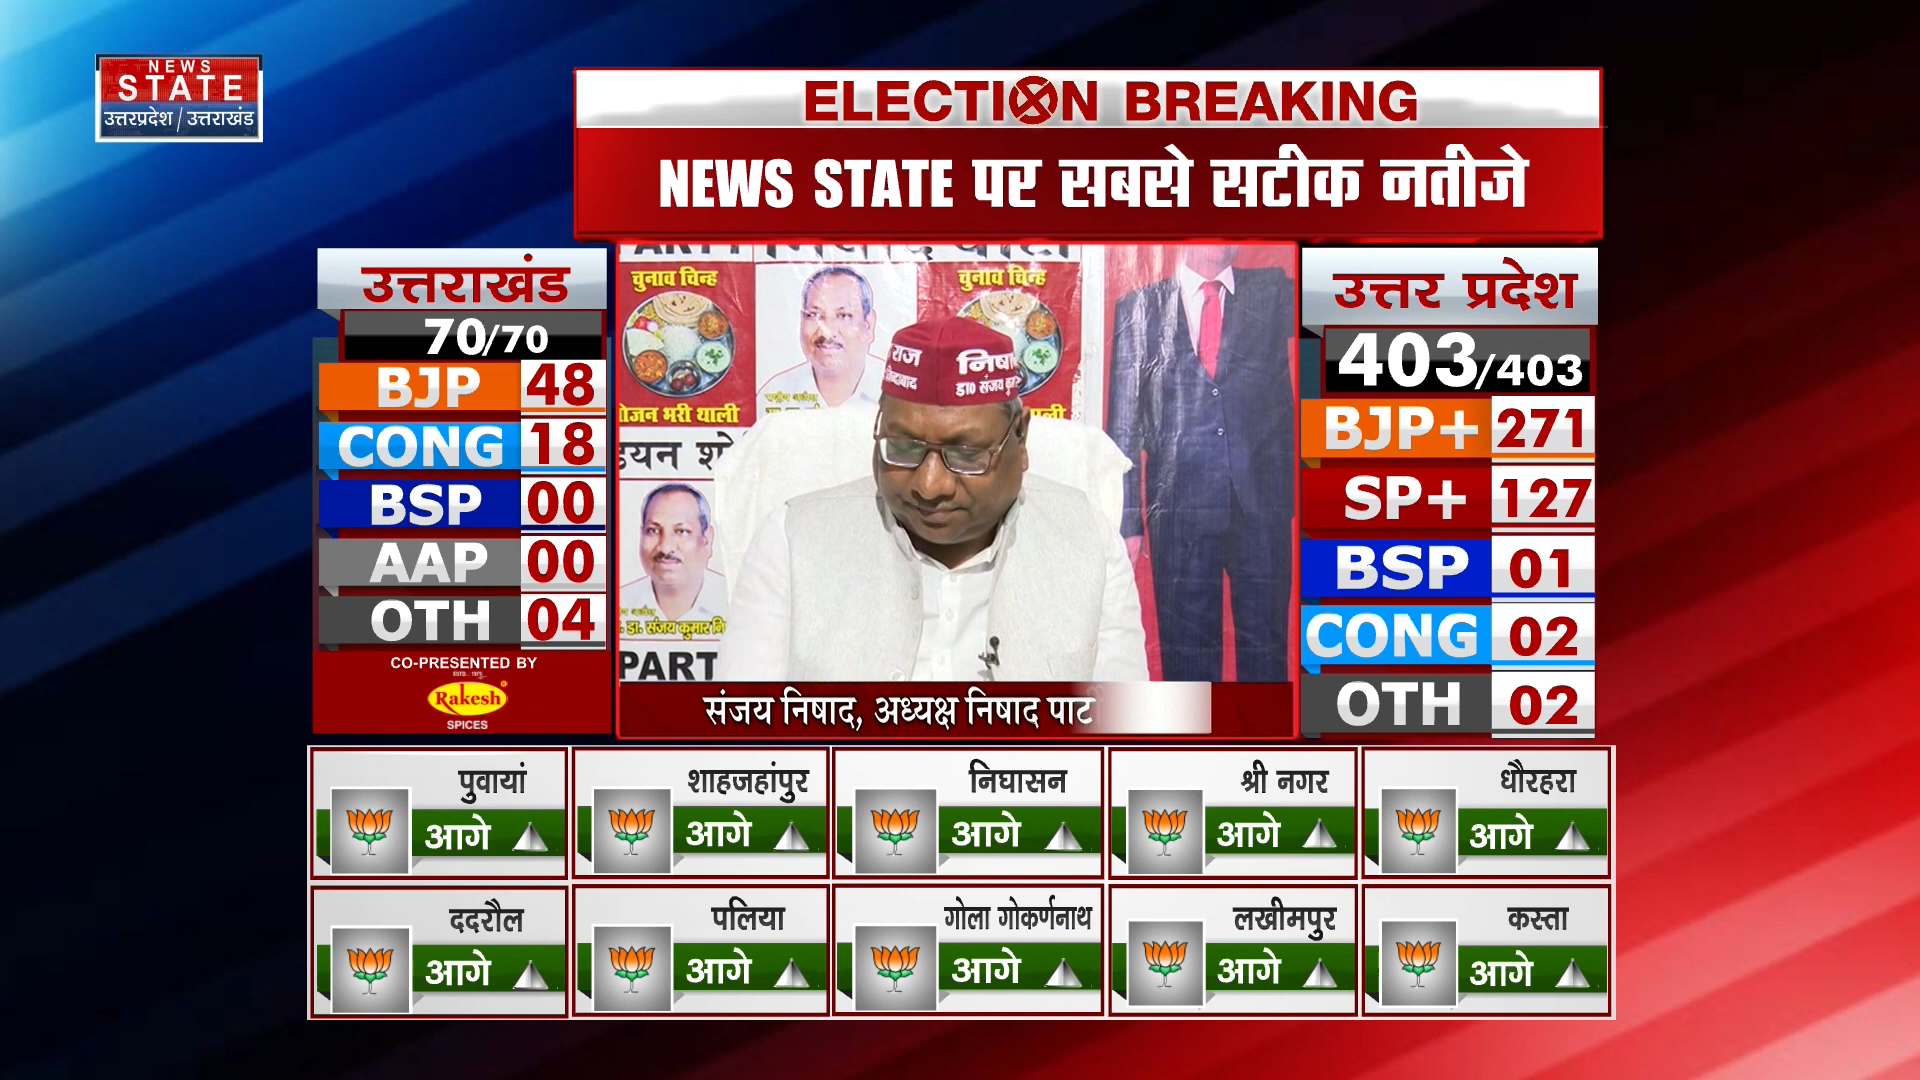 NEWS
STATE
उत्तरप्रदेश / उत्तराखंड
ELECTION BREAKING
NEWS STATE पर सबसे सटीक नतीजे
उत्तराखंड
70/70
BJP 48
CONG 18
BSP 00
AAP 00
OTH 04
CO-PRESENTED BY
Rakesh
SPICES
चुनाव चिन्ह
चुनाव चिन्ह
राज
निषा
डा0 संजय
भरी थाली
PART
संजय निषाद, अध्यक्ष निषाद पाट
उत्तर प्रदेश
403/403
BJP+ 271
SP+ 127
BSP 01
CONG 02
OTH 02
पुवायां
आगे
शाहजहांपुर
आगे
निघासन
आगे
श्री नगर
आगे
धौरहरा
आगे
ददरौल
आगे
पलिया
आगे
गोला गोकर्णनाथ
आगे
लखीमपुर
आगे
कस्ता
आगे